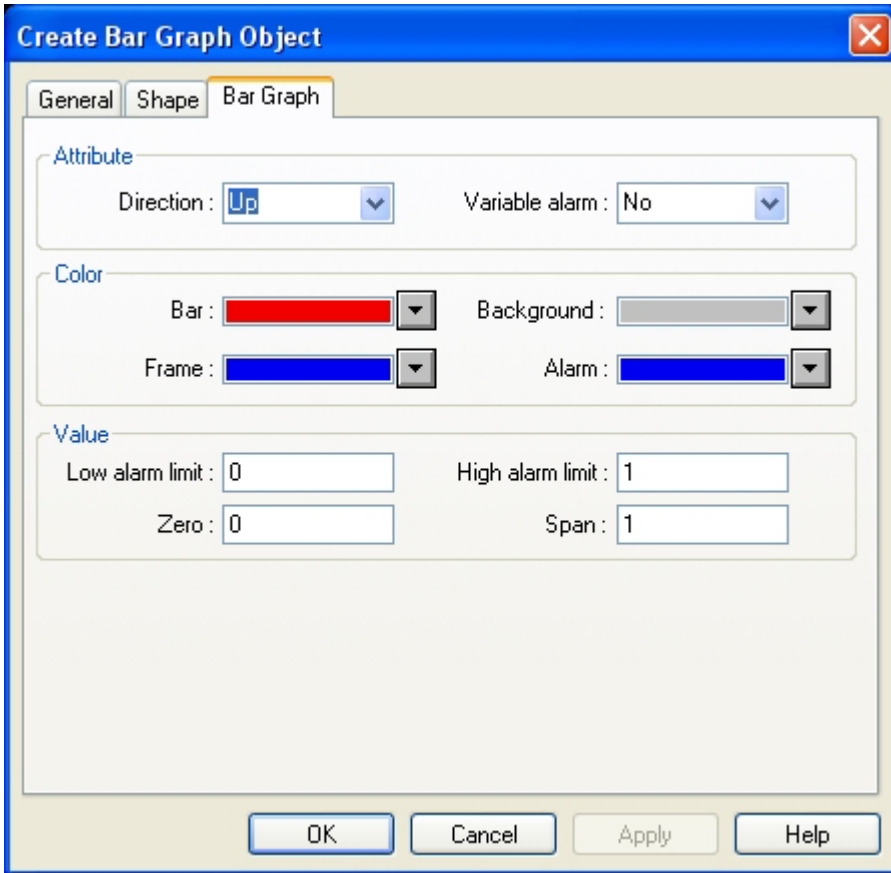 Create Bar Graph Object
General Shape Bar Graph
Attribute
Direction : Up Variable alarm : No
Color
Bar : Background :
Frame : Alarm :
Value
Low alarm limit : 0 High alarm limit : 1
Zero : 0 Span : 1
OK Cancel Apply Help